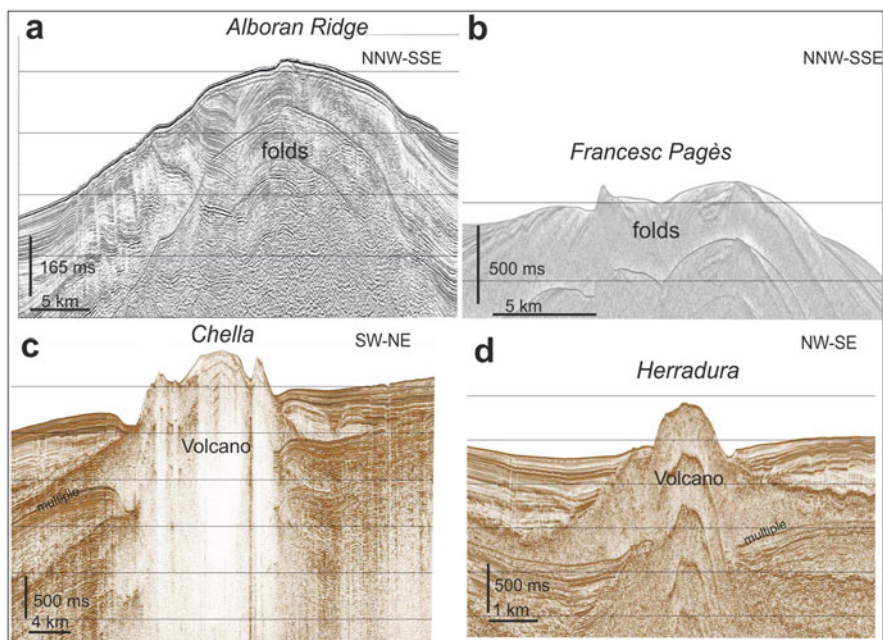 a
Alboran Ridge
NNW-SSE
folds
165 ms
5 km
b
NNW-SSE
Francesc Pagès
folds
500 ms
5 km
c
Chella
SW-NE
Volcano
multiple
500 ms
4 km
d
NW-SE
Herradura
Volcano
multiple
500 ms
1 km